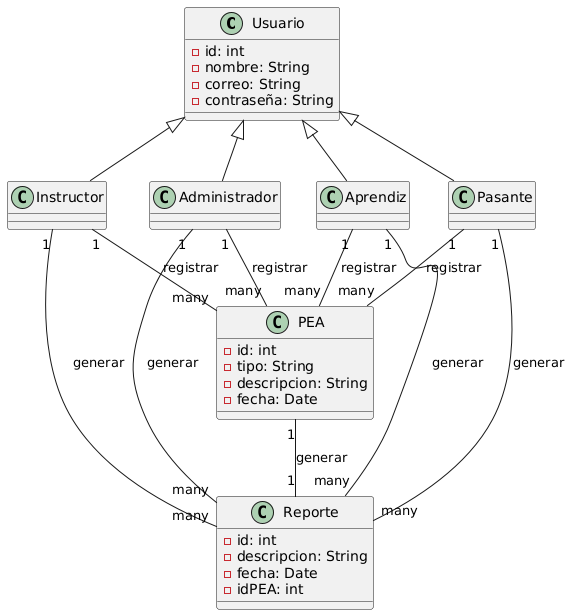 C Usuario
id: int
nombre: String
correo: String
contraseña: String
C Instructor
C Administrador
C Aprendiz
C Pasante
1 1 1 1 1 1 1 1
registrar registrar registrar registrar
many many many many
C PEA
id: int
tipo: String
descripcion: String
fecha: Date
generar generar generar generar
1
generar
1
many many many many
C Reporte
id: int
descripcion: String
fecha: Date
idPEA: int